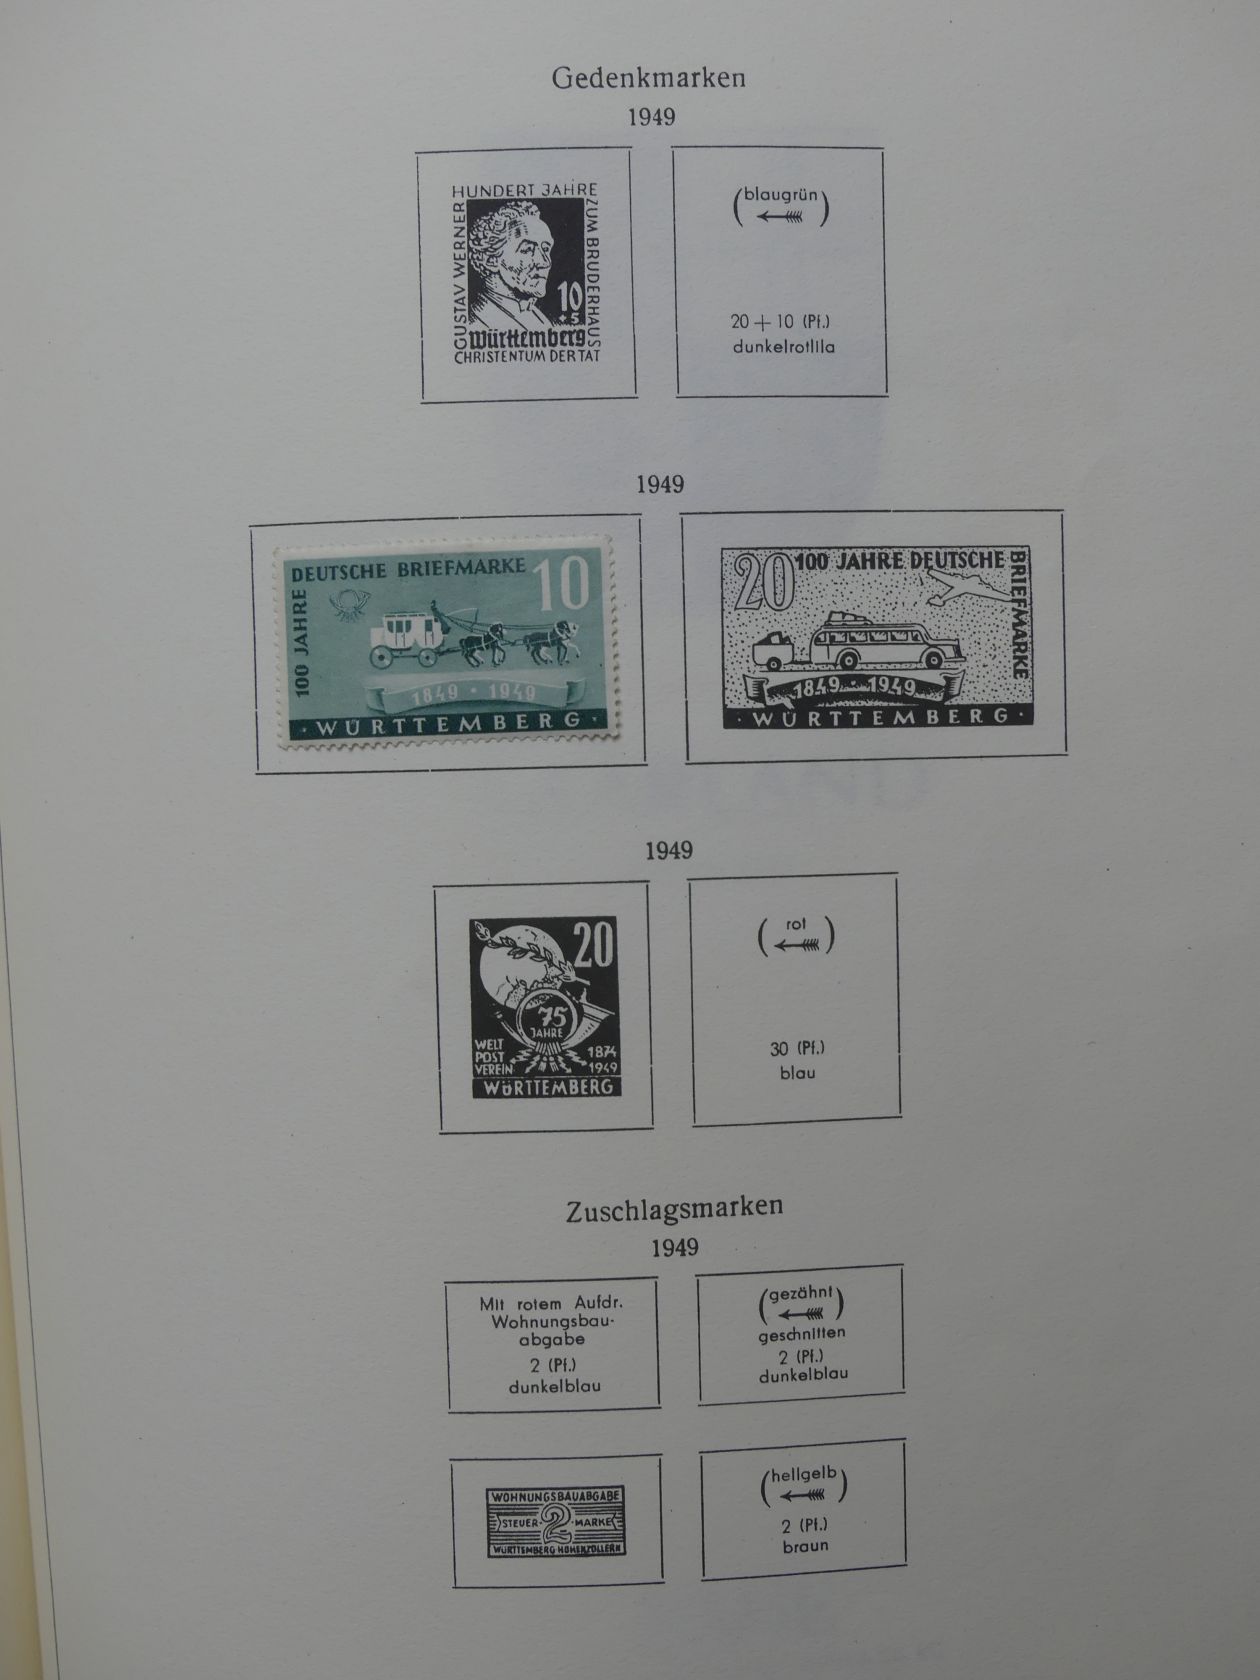 Gedenkmarken
1949
HUNDERT JAHRE
GUSTAV WERNER
ZUM BRUDERHAUS
10
+5
Württemberg
CHRISTENTUM DER TAT
(blaugrün)
20 + 10 (Pf.)
dunkelrotlila
1949
100 JAHRE
DEUTSCHE BRIEFMARKE
10
1849 · 1949
· WÜRTTEMBERG ·
20
100 JAHRE DEUTSCHE
BRIEFMARKE
1849 · 1949
· WÜRTTEMBERG ·
1949
20
75
JAHRE
WELT
POST
VEREIN
1874
1949
WÜRTTEMBERG
(rot)
30 (Pf.)
blau
Zuschlagsmarken
1949
Mit rotem Aufdr.
Wohnungsbau-
abgabe
2 (Pf.)
dunkelblau
(gezähnt)
geschnitten
2 (Pf.)
dunkelblau
WOHNUNGSBAUABGABE
STEUER · 2 · MARKE
WÜRTTEMBERG HOHENZOLLERN
(hellgelb)
2 (Pf.)
braun